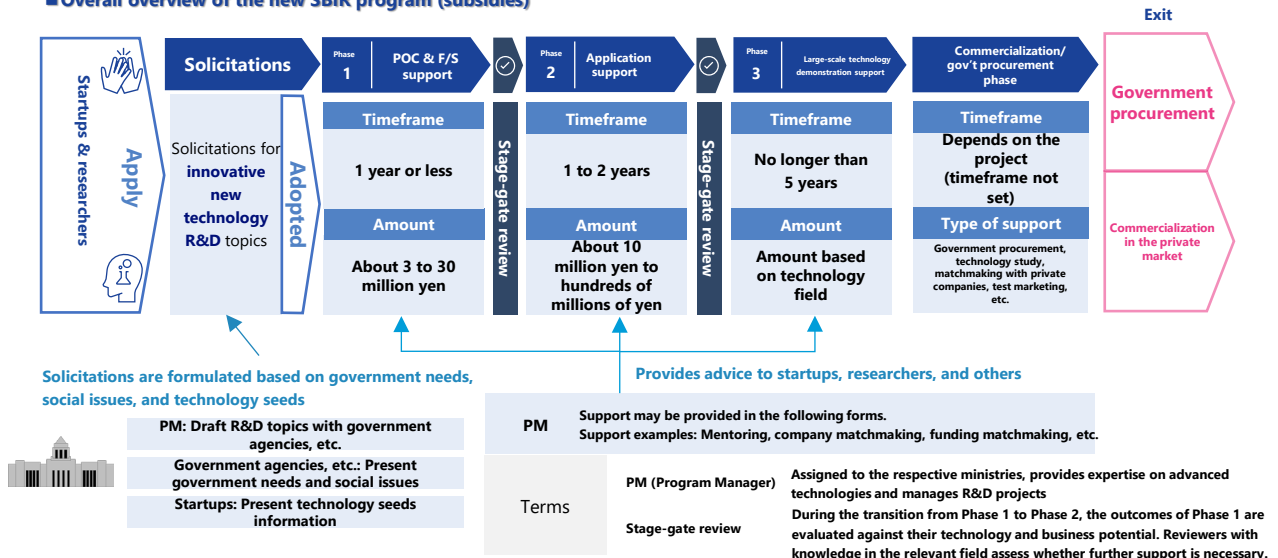 ■Overall overview of the new SBIR program (subsidies)
Exit
Startups & researchers
Apply
Solicitations
Solicitations for
innovative
new
technology
R&D topics
Adopted
Phase
1
POC & F/S
support
Timeframe
1 year or less
Amount
About 3 to 30
million yen
Stage-gate review
Phase
2
Application
support
Timeframe
1 to 2 years
Amount
About 10
million yen to
hundreds of
millions of yen
Stage-gate review
Phase
3
Large-scale technology
demonstration support
Timeframe
No longer than
5 years
Amount
Amount based
on technology
field
Commercialization/
gov't procurement
phase
Timeframe
Depends on the
project
(timeframe not
set)
Type of support
Government procurement,
technology study,
matchmaking with private
companies, test marketing,
etc.
Government
procurement
Commercialization
in the private
market
Solicitations are formulated based on government needs,
social issues, and technology seeds
PM: Draft R&D topics with government
agencies, etc.
Government agencies, etc.: Present
government needs and social issues
Startups: Present technology seeds
information
Provides advice to startups, researchers, and others
PM
Support may be provided in the following forms.
Support examples: Mentoring, company matchmaking, funding matchmaking, etc.
Terms
PM (Program Manager)
Assigned to the respective ministries, provides expertise on advanced
technologies and manages R&D projects
Stage-gate review
During the transition from Phase 1 to Phase 2, the outcomes of Phase 1 are
evaluated against their technology and business potential. Reviewers with
knowledge in the relevant field assess whether further support is necessary.